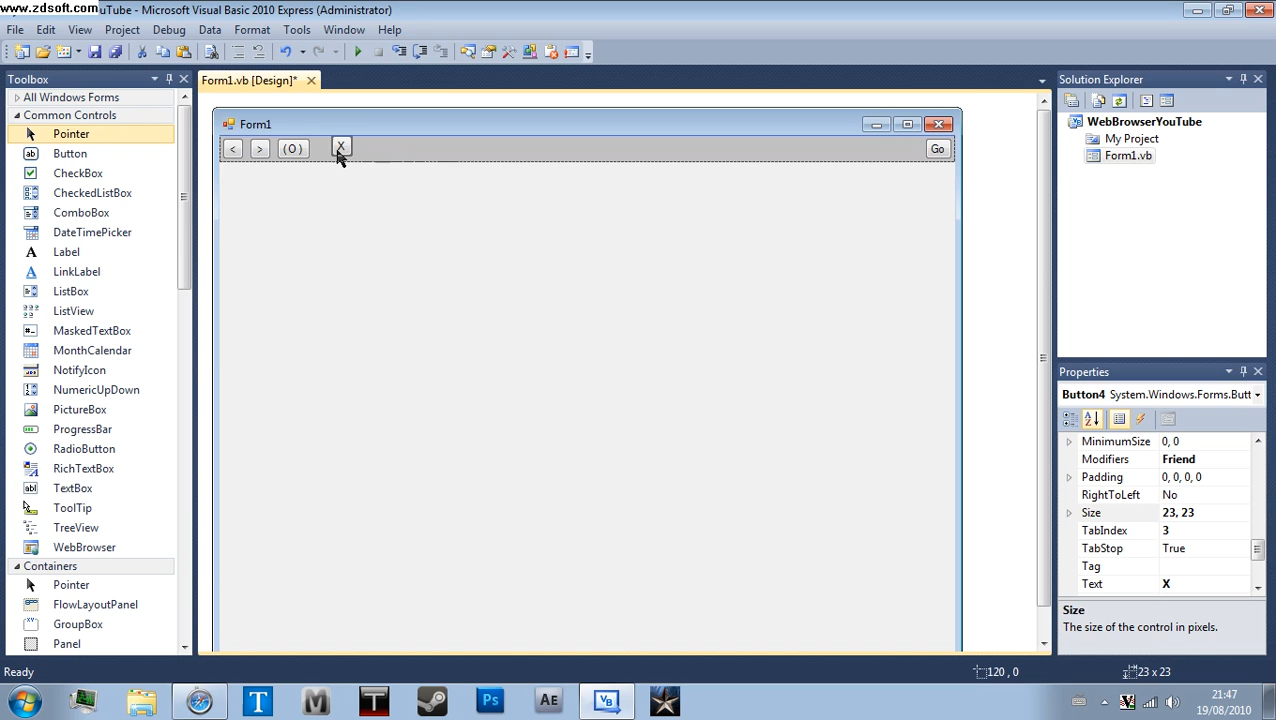 www.zdsoft.com
YouTube - Microsoft Visual Basic 2010 Express (Administrator)
File Edit View Project Debug Data Format Tools Window Help
Toolbox
All Windows Forms
Common Controls
Pointer
Button
CheckBox
CheckedListBox
ComboBox
DateTimePicker
Label
LinkLabel
ListBox
ListView
MaskedTextBox
MonthCalendar
NotifyIcon
NumericUpDown
PictureBox
ProgressBar
RadioButton
RichTextBox
TextBox
ToolTip
TreeView
WebBrowser
Containers
Pointer
FlowLayoutPanel
GroupBox
Panel
Form1.vb [Design]*
Form1
< > (O) X Go
Solution Explorer
WebBrowserYouTube
My Project
Form1.vb
Properties
Button4 System.Windows.Forms.Butt
MinimumSize 0, 0
Modifiers Friend
Padding 0, 0, 0, 0
RightToLeft No
Size 23, 23
TabIndex 3
TabStop True
Tag
Text X
Size
The size of the control in pixels.
Ready 120 , 0 23 x 23
T M T Ps AE VB
21:47
19/08/2010